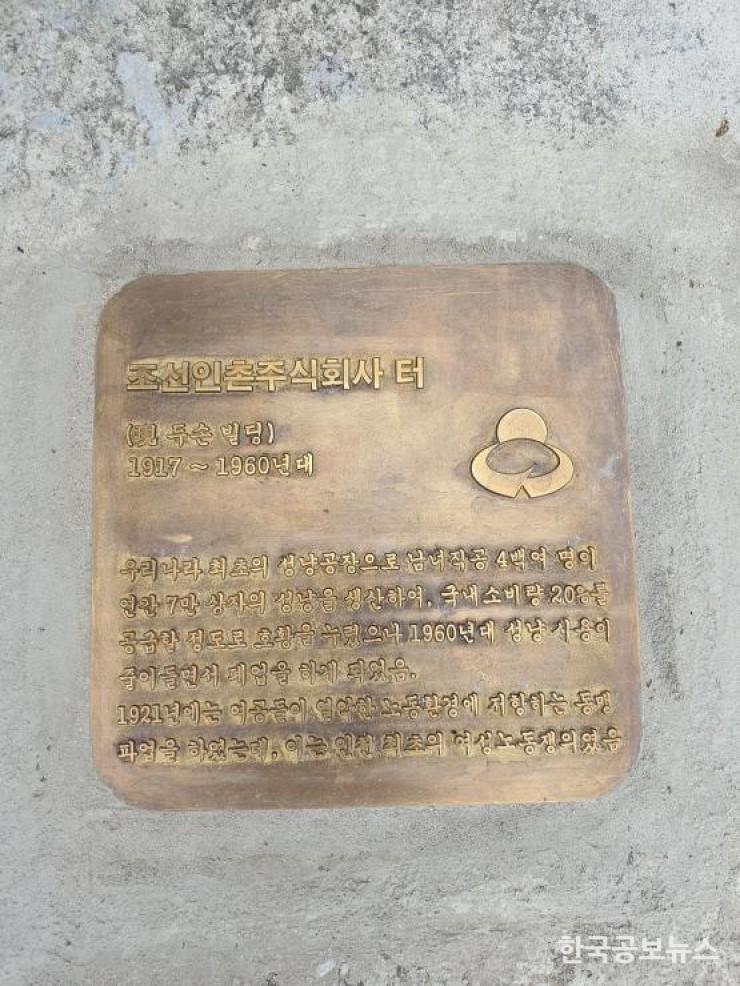 조선인촌주식회사 터
(현 두손 빌딩)
1917 ~ 1960년대
우리나라 최초의 성냥공장으로 남녀직공 4백여 명이
연간 7만 상자의 성냥을 생산하여, 국내소비량 20%를
공급한 정도로 호황을 누렸으나 1960년대 성냥 사용이
줄어들면서 폐업을 하게 되었음.
1921년에는 여공들이 열악한 노동환경에 저항하는 동맹
파업을 하였는데, 이는 인천 최초의 여성노동쟁의였음
한국공보뉴스